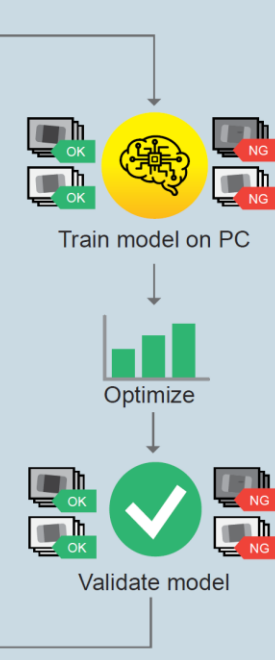 OK
NG
OK
NG
Train model on PC
Optimize
OK
NG
OK
NG
Validate model